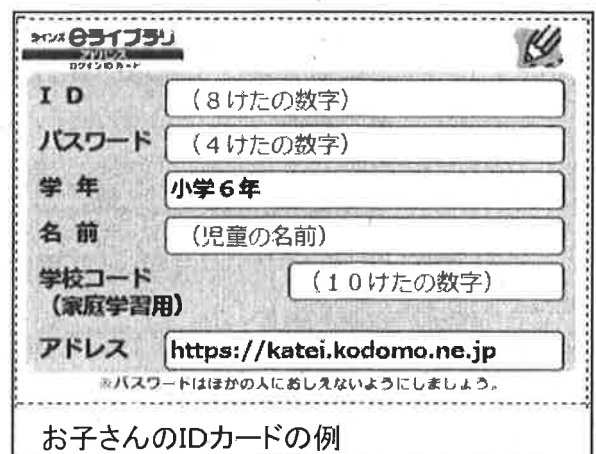 ラインズ eライブラリ
アドバンス
ログインIDカード
ＩＤ （８けたの数字）
パスワード （４けたの数字）
学 年 小学６年
名 前 （児童の名前）
学校コード （１０けたの数字）
（家庭学習用）
アドレス https://katei.kodomo.ne.jp
※パスワードはほかの人におしえないようにしましょう。
お子さんのIDカードの例